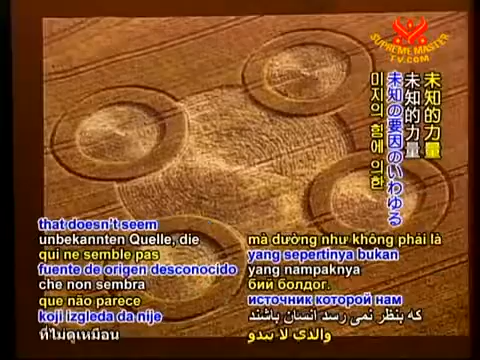 SUPREME MASTER
TV.COM
未知的力量
未知的力量
未知の要因のいわゆる
미지의 힘에 의한
that doesn't seem
unbekannten Quelle, die
qui ne semble pas
fuente de origen desconocido
che non sembra
que não parece
koji izgleda da nije
ที่ไม่ดูเหมือน
mà dường như không phải là
yang sepertinya bukan
yang nampaknya
бий болдог.
источник которой нам
که بنظر نمی رسد انسان باشند
والذي لا يبدو